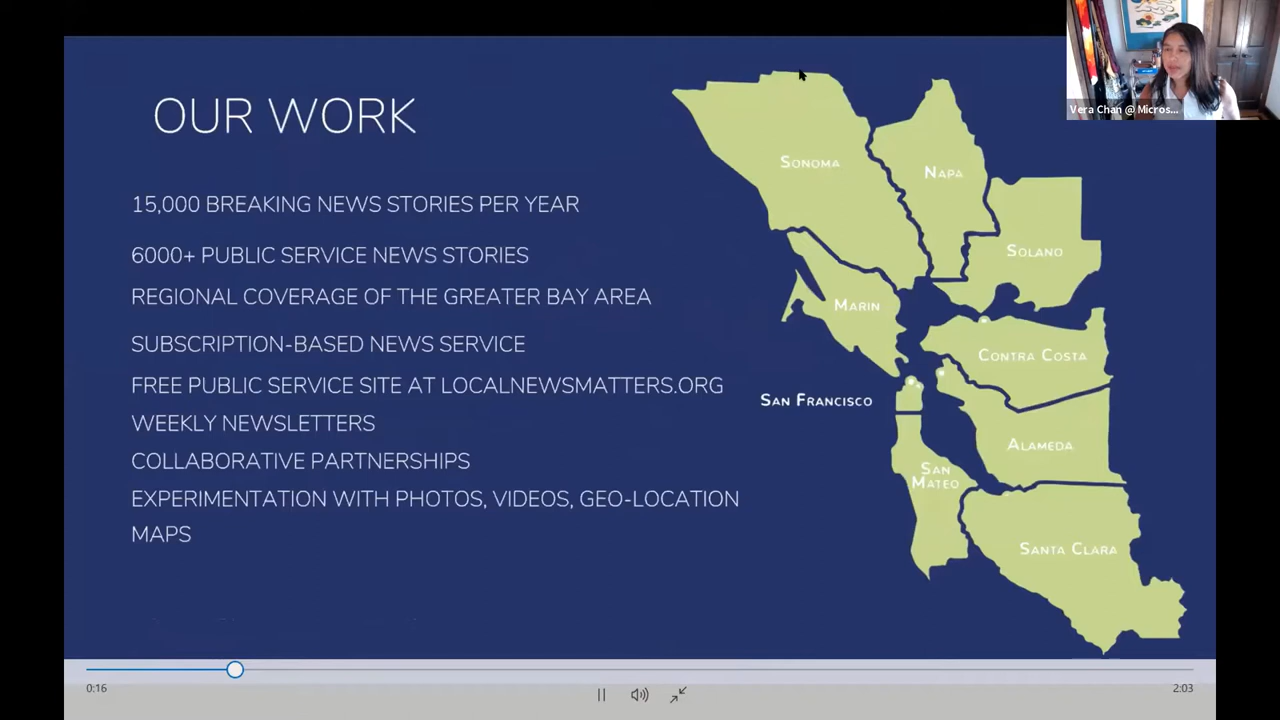 OUR WORK
15,000 BREAKING NEWS STORIES PER YEAR
6000+ PUBLIC SERVICE NEWS STORIES
REGIONAL COVERAGE OF THE GREATER BAY AREA
SUBSCRIPTION-BASED NEWS SERVICE
FREE PUBLIC SERVICE SITE AT LOCALNEWSMATTERS.ORG
WEEKLY NEWSLETTERS
COLLABORATIVE PARTNERSHIPS
EXPERIMENTATION WITH PHOTOS, VIDEOS, GEO-LOCATION
MAPS
SONOMA
NAPA
SOLANO
MARIN
CONTRA COSTA
SAN FRANCISCO
ALAMEDA
SAN
MATEO
SANTA CLARA
Vera Chan @ Micros...
0:16
2:03